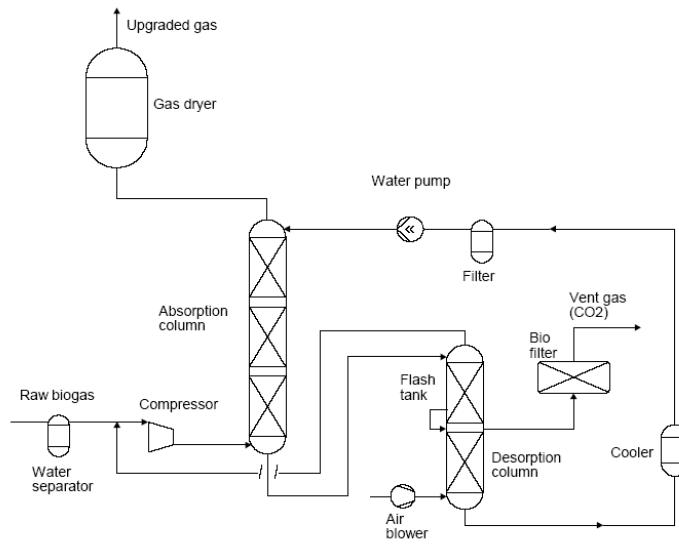 Upgraded gas
Gas dryer
Water pump
Filter
Vent gas
(CO2)
Bio
filter
Absorption
column
Flash
tank
Raw biogas
Compressor
Water
separator
Desorption
column
Cooler
Air
blower